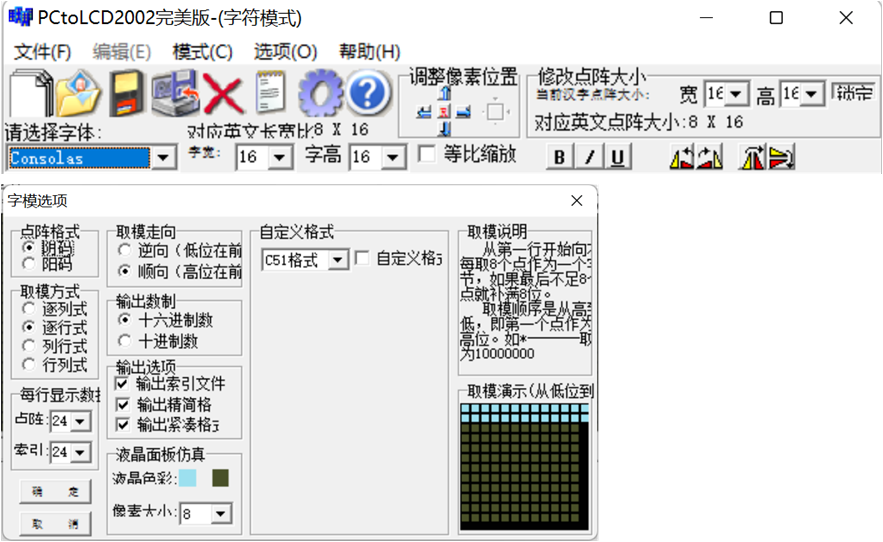 PCtoLCD2002完美版-(字符模式)
文件(F) 编辑(E) 模式(C) 选项(O) 帮助(H)
调整像素位置
修改点阵大小
当前汉字点阵大小: 宽 16 高 16 锁定
对应英文点阵大小:8 X 16
请选择字体: 对应英文长宽比8 X 16
Consolas 字宽: 16 字高 16 等比缩放 B I U
字模选项
点阵格式
阴码
阳码
取模方式
逐列式
逐行式
列行式
行列式
每行显示数据
点阵: 24
索引: 24
确 定
取 消
取模走向
逆向(低位在前
顺向(高位在前
输出数制
十六进制数
十进制数
输出选项
输出索引文件
输出精简格
输出紧凑格式
液晶面板仿真
液晶色彩:
像素大小: 8
自定义格式
C51格式 自定义格式
取模说明
从第一行开始向右
每取8个点作为一个字
节，如果最后不足8个
点就补满8位。
取模顺序是从高到
低，即第一个点作为
高位。如*———————取
为10000000
取模演示(从低位到